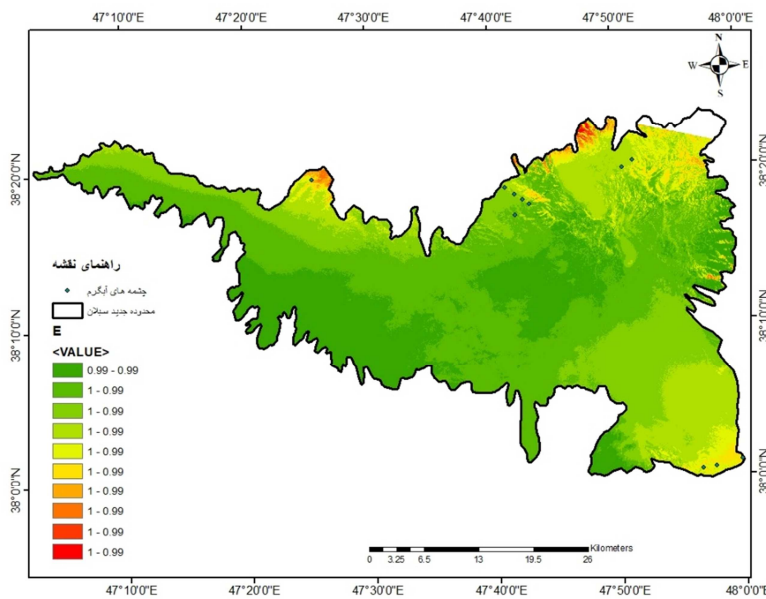 47°10'0"E 47°20'0"E 47°30'0"E 47°40'0"E 47°50'0"E 48°0'0"E
N
W E
S
38°20'0"N 38°20'0"N
38°10'0"N 38°10'0"N
38°0'0"N 38°0'0"N
راهنمای نقشه
چشمه های آبگرم
محدوده جدید سبلان
E
<VALUE>
0.99 - 0.99
1 - 0.99
1 - 0.99
1 - 0.99
1 - 0.99
1 - 0.99
1 - 0.99
1 - 0.99
1 - 0.99
1 - 0.99
Kilometers
0 3.25 6.5 13 19.5 26
47°10'0"E 47°20'0"E 47°30'0"E 47°40'0"E 47°50'0"E